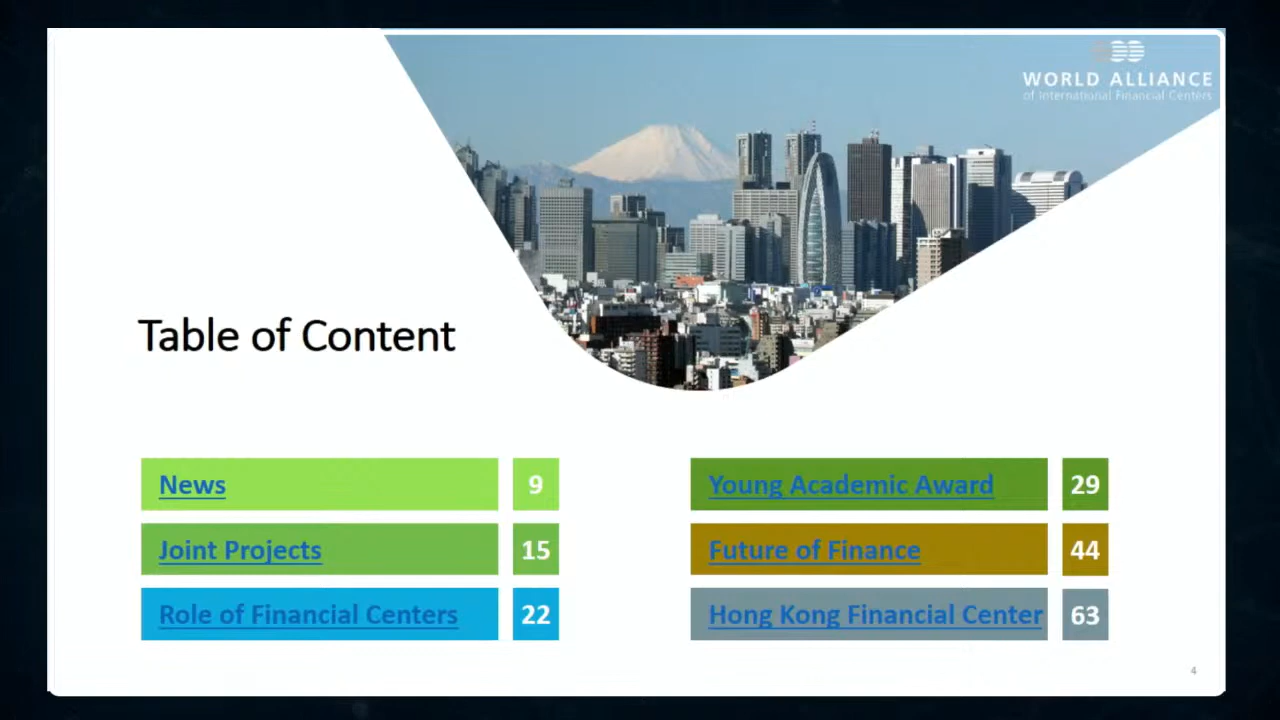 WORLD ALLIANCE
of International Financial Centers
Table of Content
News 9
Joint Projects 15
Role of Financial Centers 22
Young Academic Award 29
Future of Finance 44
Hong Kong Financial Center 63
4